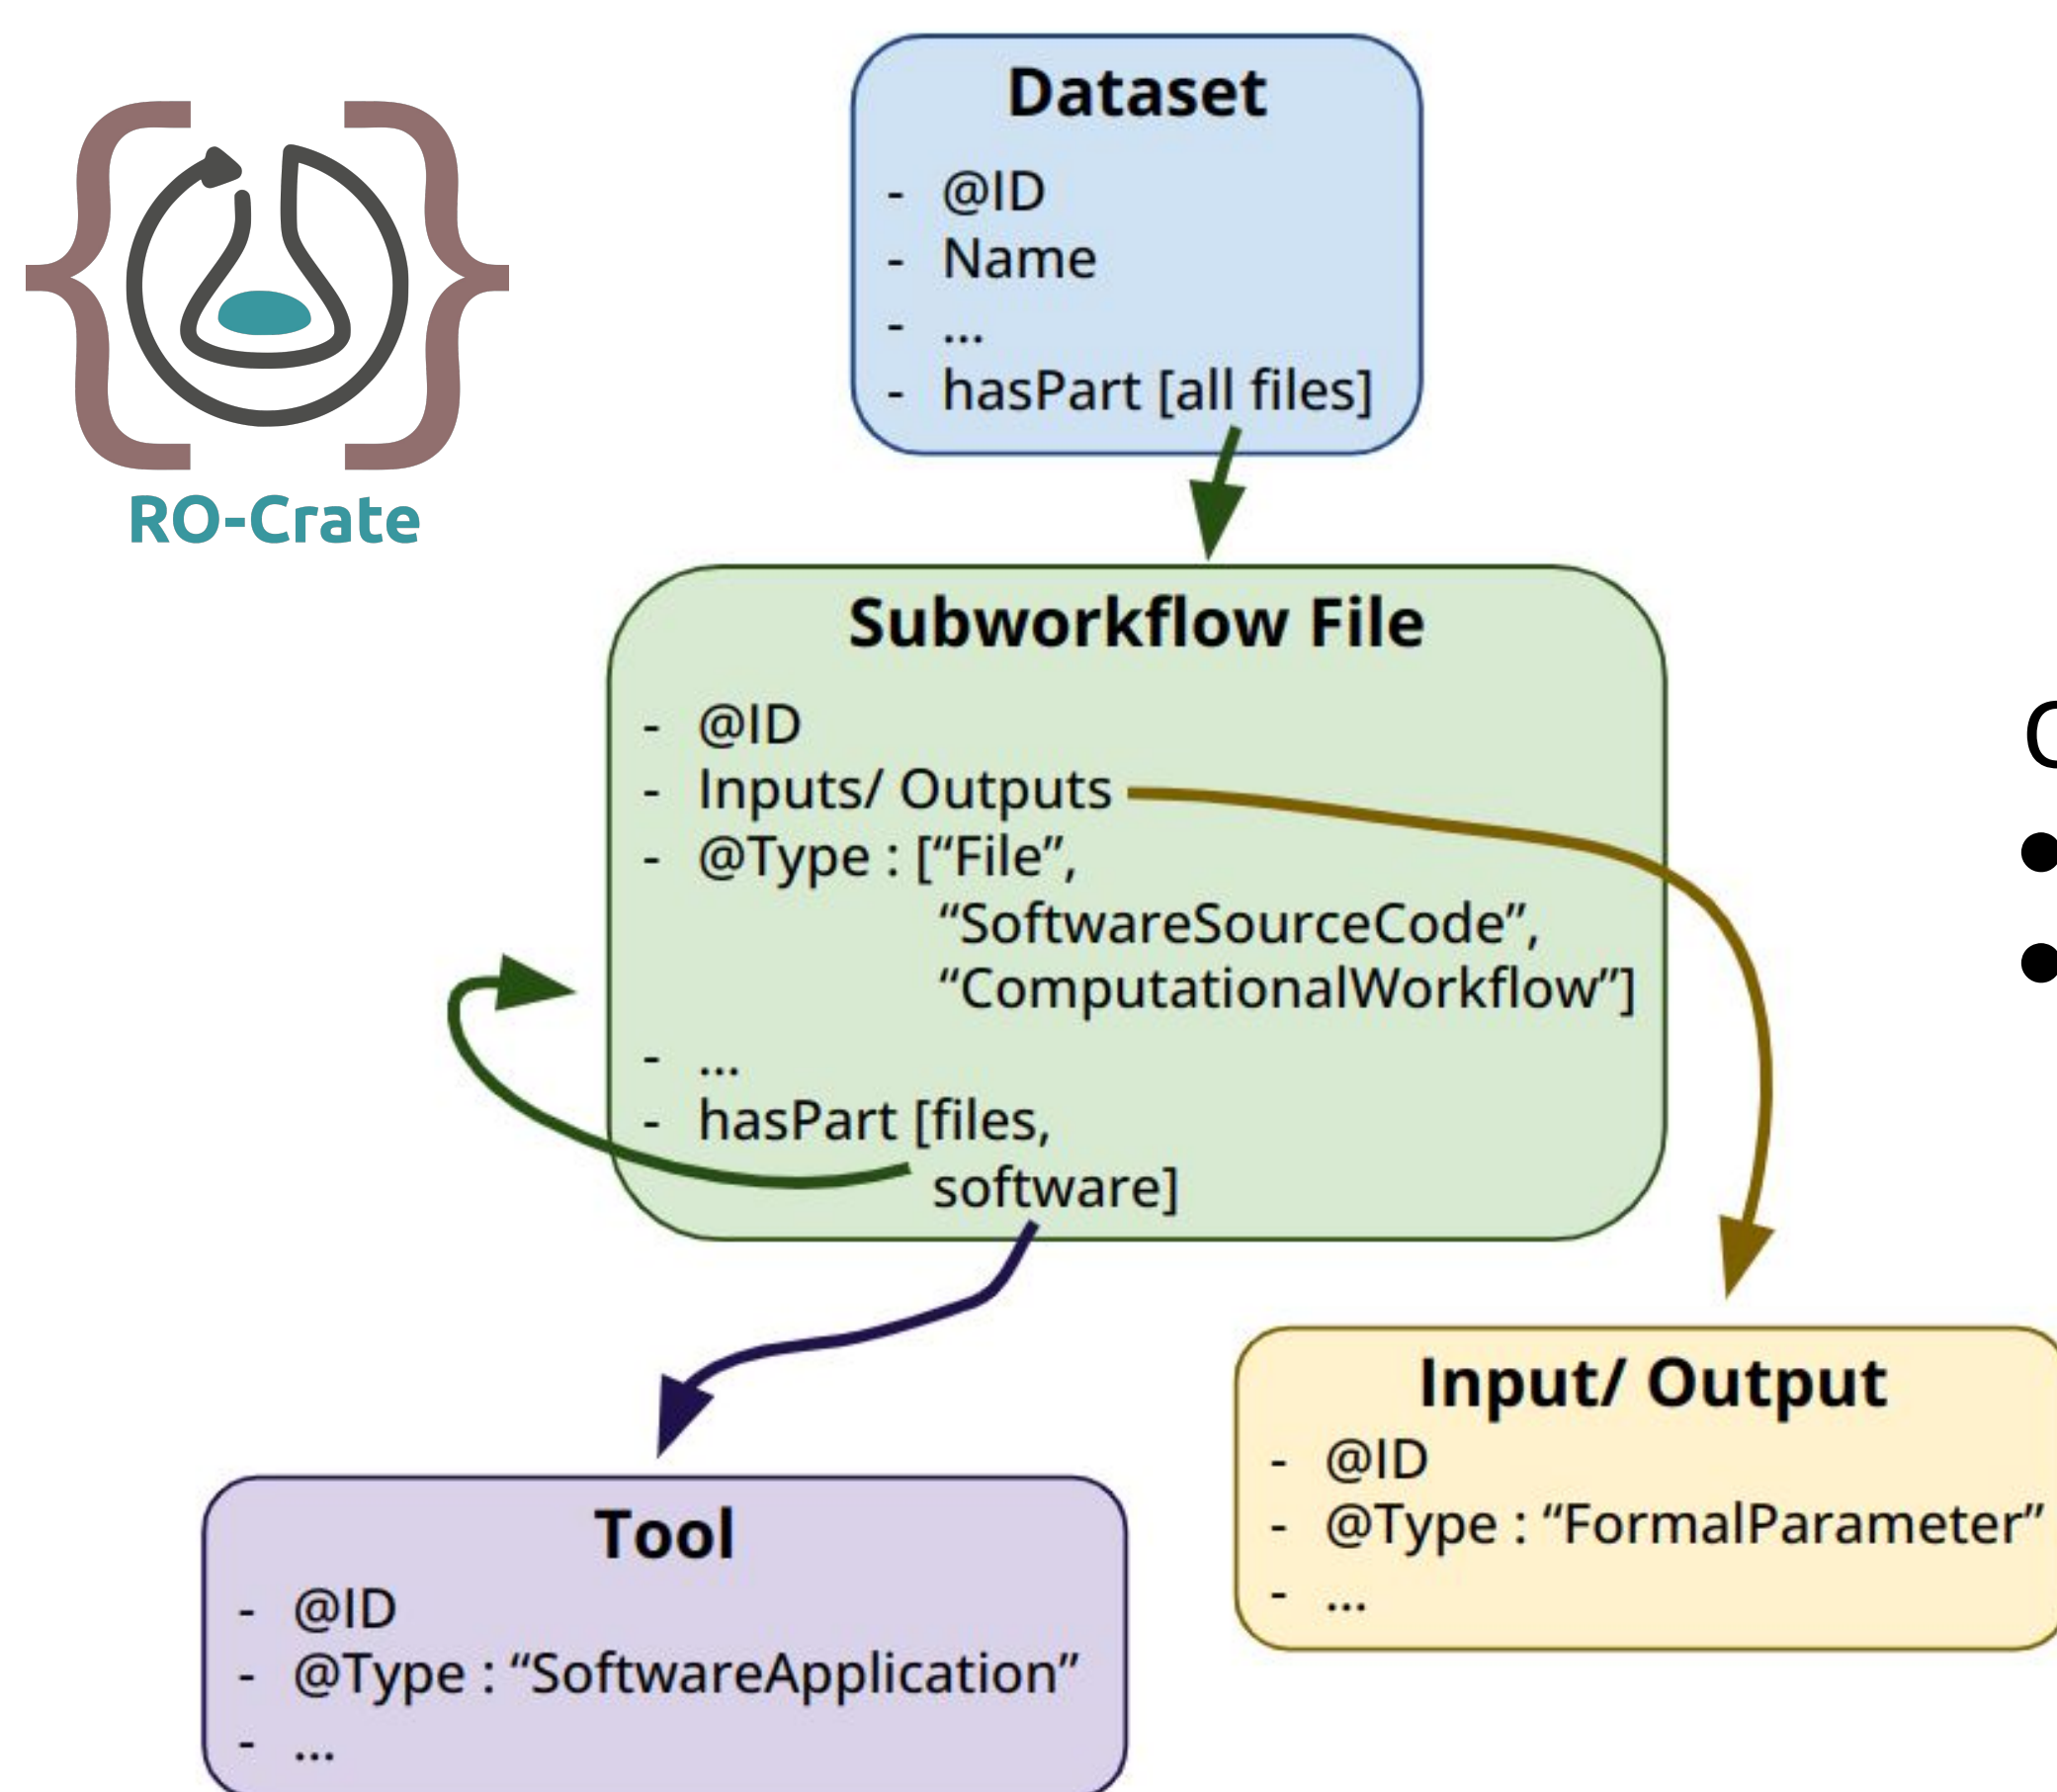 RO-Crate
Dataset
- @ID
- Name
- ...
- hasPart [all files]
Subworkflow File
- @ID
- Inputs/ Outputs
- @Type : [“File”,
“SoftwareSourceCode”,
“ComputationalWorkflow”]
- ...
- hasPart [files,
software]
Tool
- @ID
- @Type : “SoftwareApplication”
- ...
Input/ Output
- @ID
- @Type : “FormalParameter”
- ...